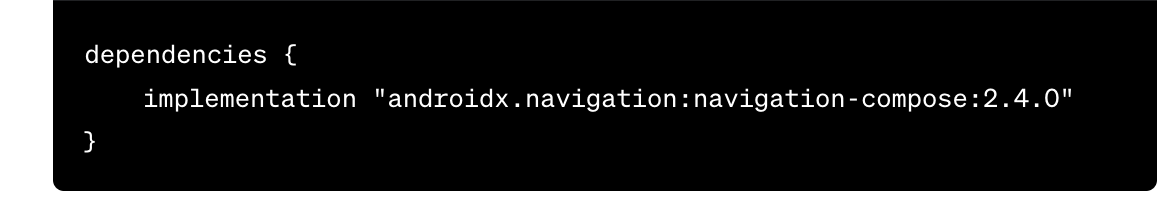 dependencies {
    implementation "androidx.navigation:navigation-compose:2.4.0"
}